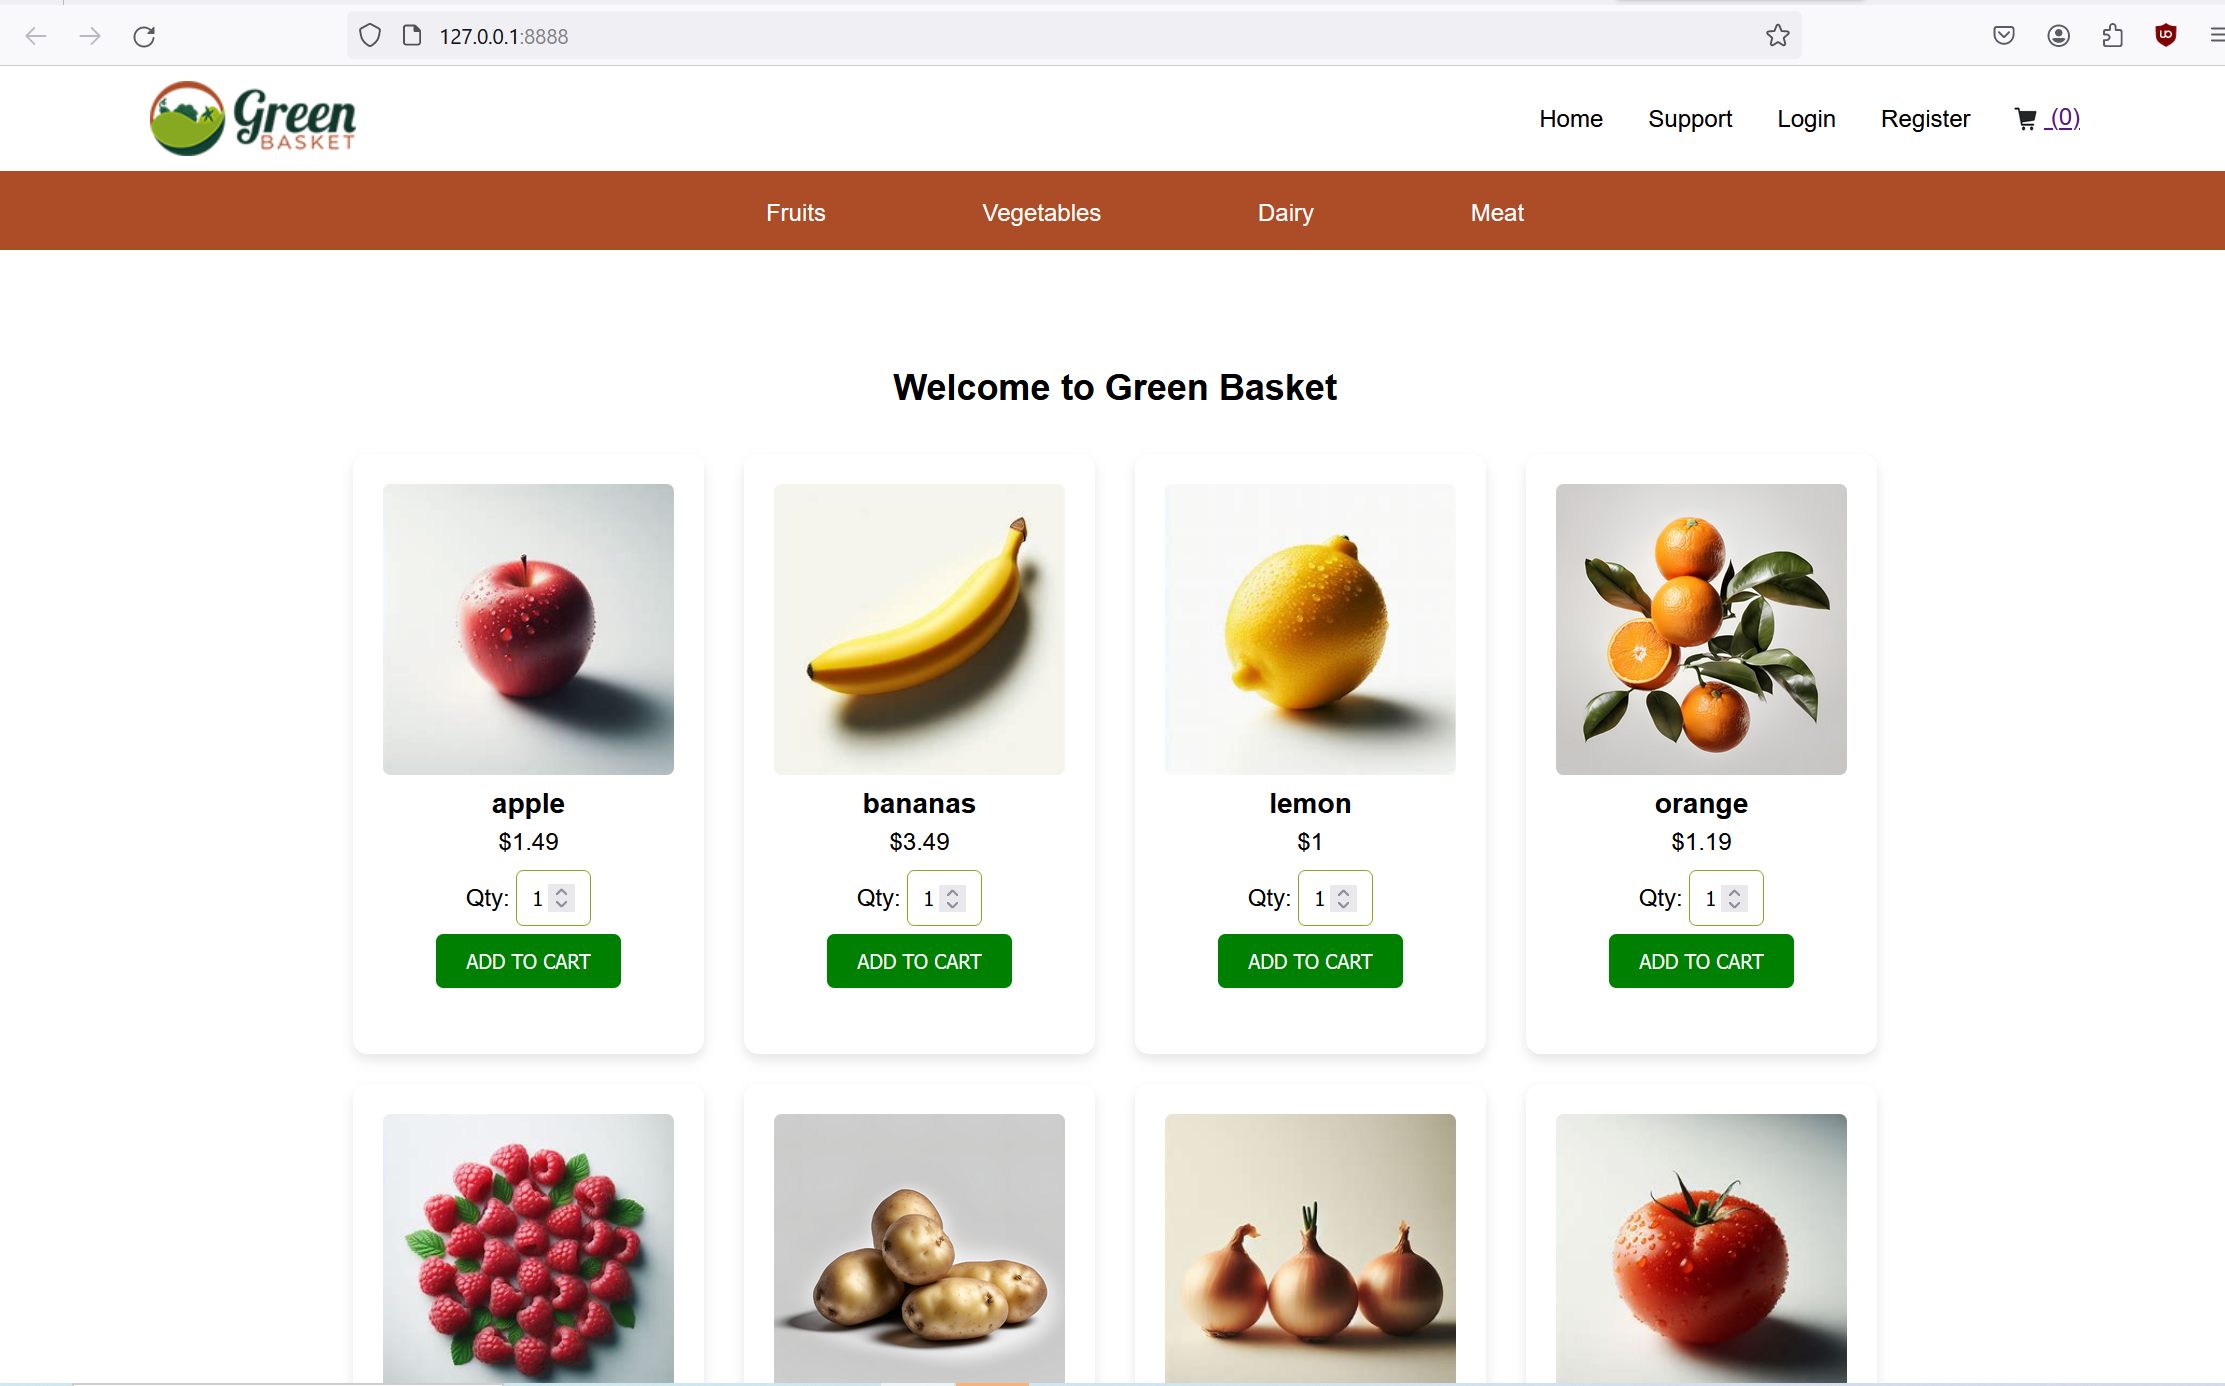 127.0.0.1:8888
Green
BASKET
Home Support Login Register (0)
Fruits Vegetables Dairy Meat
Welcome to Green Basket
apple bananas lemon orange
$1.49 $3.49 $1 $1.19
Qty: 1 Qty: 1 Qty: 1 Qty: 1
ADD TO CART ADD TO CART ADD TO CART ADD TO CART